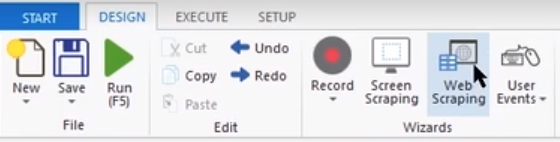 START DESIGN EXECUTE SETUP
New
Save
Run
(F5)
File
Cut
Copy
Paste
Undo
Redo
Edit
Record
Screen
Scraping
Web
Scraping
User
Events
Wizards